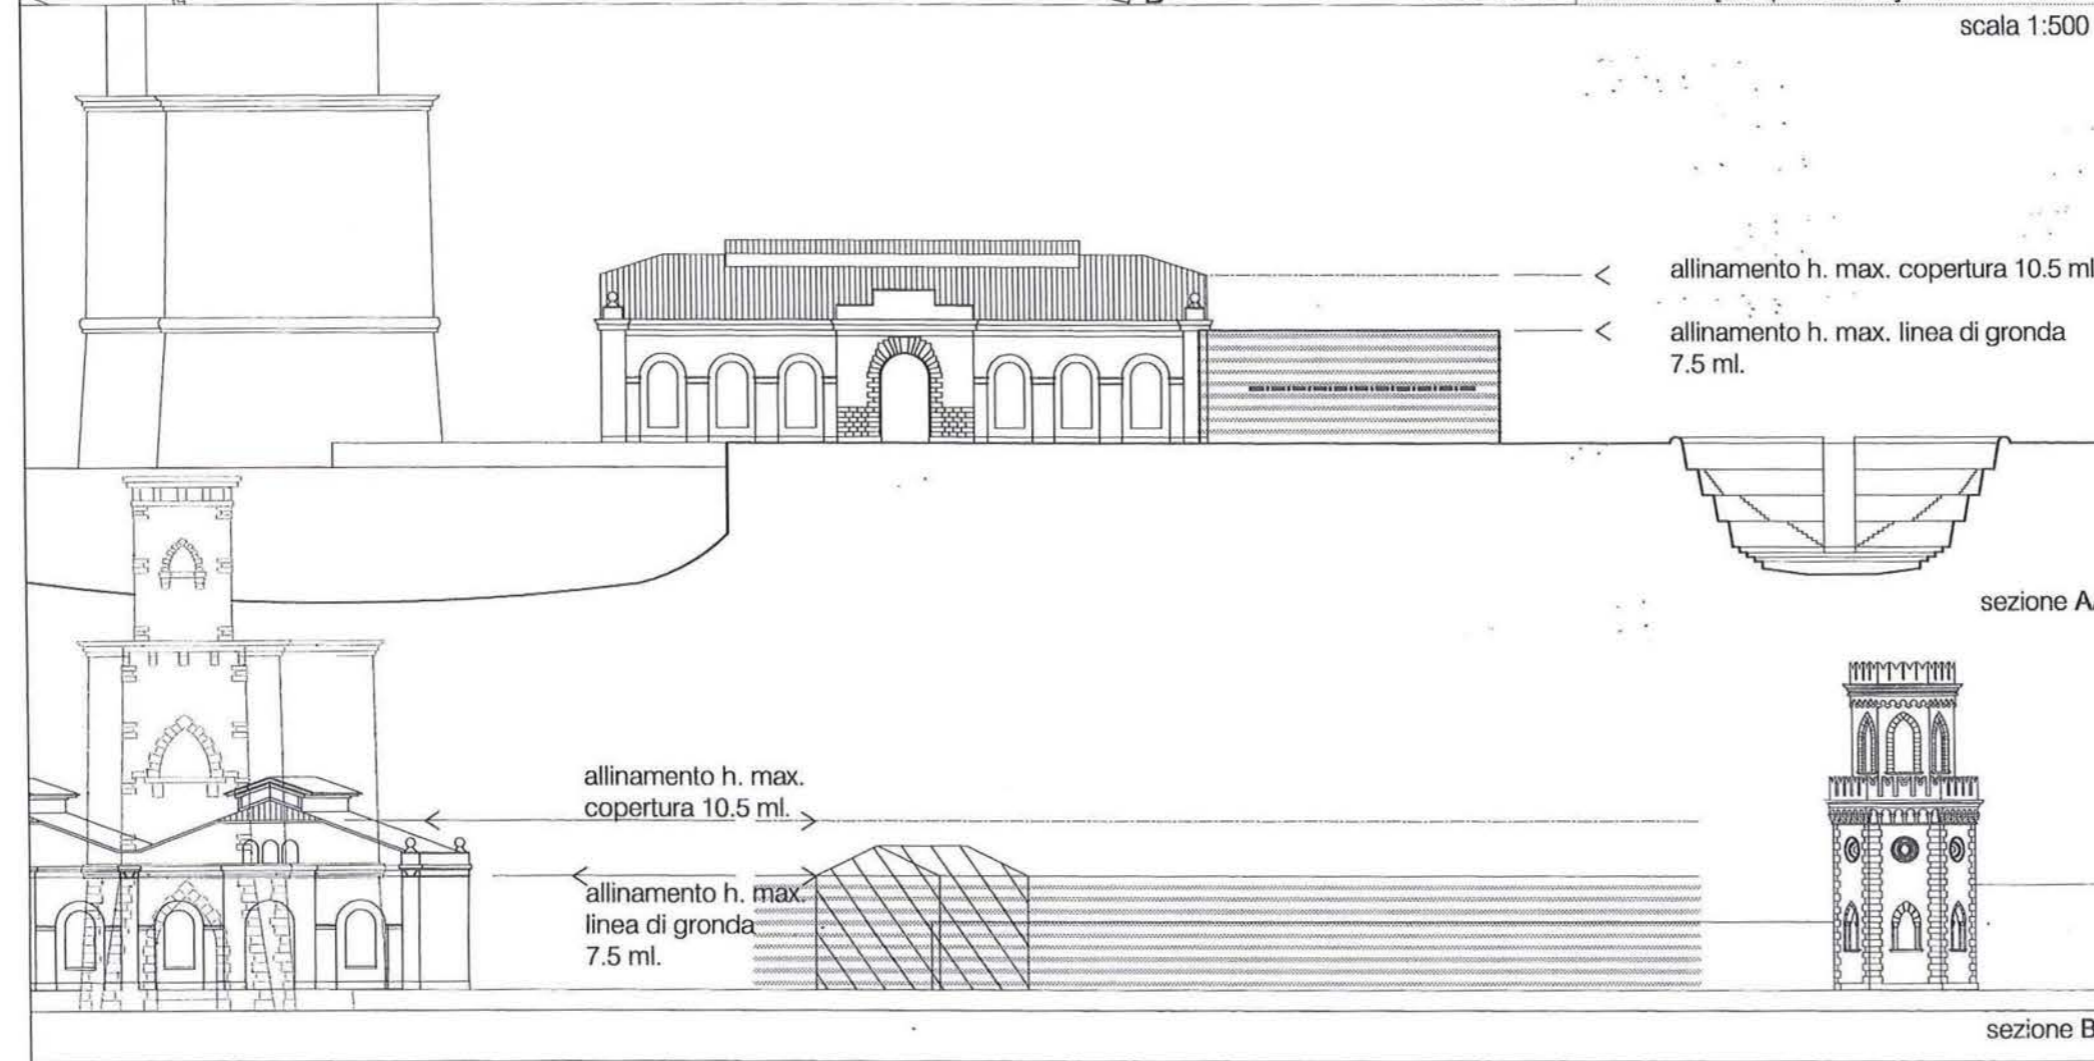 scala 1:500
allinamento h. max. copertura 10.5 ml
allinamento h. max. linea di gronda
7.5 ml.
sezione A
allinamento h. max.
copertura 10.5 ml.
allinamento h. max.
linea di gronda
7.5 ml.
sezione B